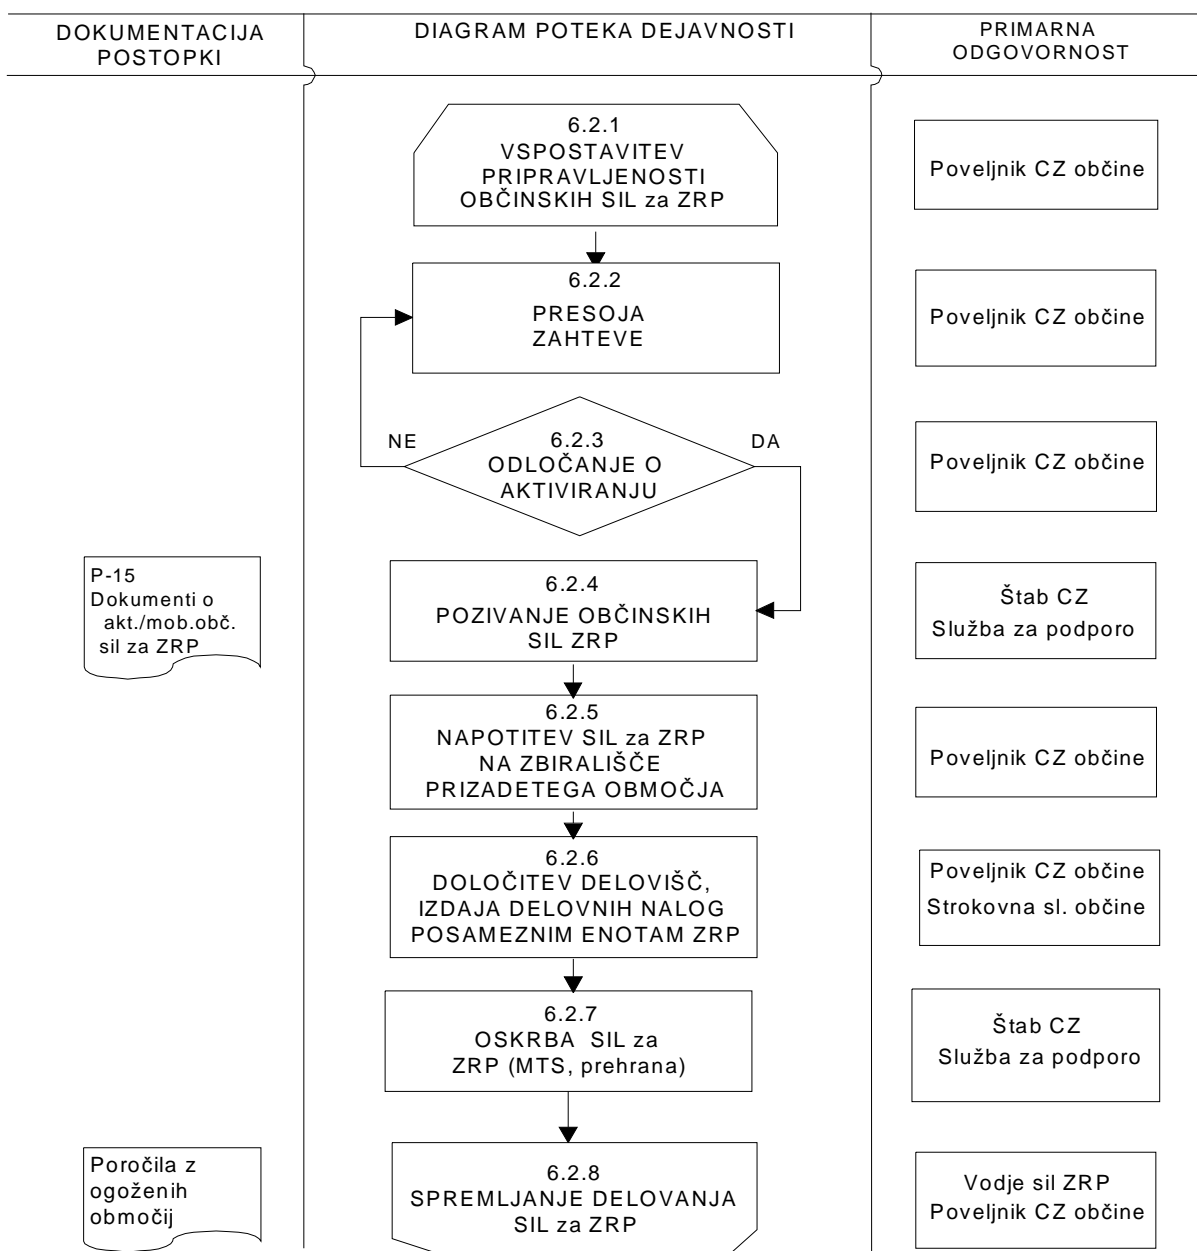 DOKUMENTACIJA
POSTOPKI
DIAGRAM POTEKA DEJAVNOSTI
PRIMARNA
ODGOVORNOST
6.2.1
VSPOSTAVITEV
PRIPRAVLJENOSTI
OBČINSKIH SIL za ZRP
Poveljnik CZ občine
6.2.2
PRESOJA
ZAHTEVE
Poveljnik CZ občine
NE
6.2.3
ODLOČANJE O
AKTIVIRANJU
DA
Poveljnik CZ občine
P-15
Dokumenti o
akt./mob.obč.
sil za ZRP
6.2.4
POZIVANJE OBČINSKIH
SIL ZRP
Štab CZ
Služba za podporo
6.2.5
NAPOTITEV SIL za ZRP
NA ZBIRALIŠČE
PRIZADETEGA OBMOČJA
Poveljnik CZ občine
6.2.6
DOLOČITEV DELOVIŠČ,
IZDAJA DELOVNIH NALOG
POSAMEZNIM ENOTAM ZRP
Poveljnik CZ občine
Strokovna sl. občine
6.2.7
OSKRBA SIL za
ZRP (MTS, prehrana)
Štab CZ
Služba za podporo
Poročila z
ogoženih
območij
6.2.8
SPREMLJANJE DELOVANJA
SIL za ZRP
Vodje sil ZRP
Poveljnik CZ občine